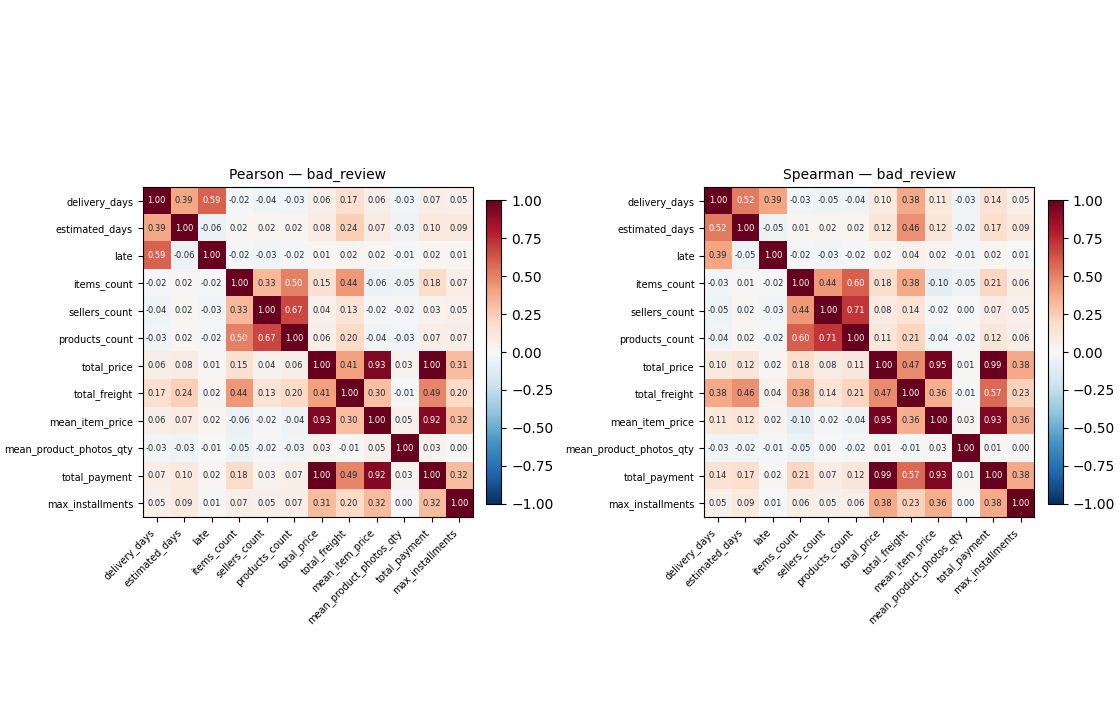 Pearson — bad_review
delivery_days 1.00 0.39 0.59 -0.02 -0.04 -0.03 0.06 0.17 0.06 -0.03 0.07 0.05
estimated_days 0.39 1.00 -0.06 0.02 0.02 0.02 0.08 0.24 0.07 -0.03 0.10 0.09
late 0.59 -0.06 1.00 -0.02 -0.03 -0.02 0.01 0.02 0.02 -0.01 0.02 0.01
items_count -0.02 0.02 -0.02 1.00 0.33 0.50 0.15 0.44 -0.06 -0.05 0.18 0.07
sellers_count -0.04 0.02 -0.03 0.33 1.00 0.67 0.04 0.13 -0.02 -0.02 0.03 0.05
products_count -0.03 0.02 -0.02 0.50 0.67 1.00 0.06 0.20 -0.04 -0.03 0.07 0.07
total_price 0.06 0.08 0.01 0.15 0.04 0.06 1.00 0.41 0.93 0.03 1.00 0.31
total_freight 0.17 0.24 0.02 0.44 0.13 0.20 0.41 1.00 0.30 -0.01 0.49 0.20
mean_item_price 0.06 0.07 0.02 -0.06 -0.02 -0.04 0.93 0.30 1.00 0.05 0.92 0.32
mean_product_photos_qty -0.03 -0.03 -0.01 -0.05 -0.02 -0.03 0.03 -0.01 0.05 1.00 0.03 0.00
total_payment 0.07 0.10 0.02 0.18 0.03 0.07 1.00 0.49 0.92 0.03 1.00 0.32
max_installments 0.05 0.09 0.01 0.07 0.05 0.07 0.31 0.20 0.32 0.00 0.32 1.00
delivery_days
estimated_days
late
items_count
sellers_count
products_count
total_price
total_freight
mean_item_price
mean_product_photos_qty
total_payment
max_installments
1.00
0.75
0.50
0.25
0.00
−0.25
−0.50
−0.75
−1.00
Spearman — bad_review
delivery_days 1.00 0.52 0.39 -0.03 -0.05 -0.04 0.10 0.38 0.11 -0.03 0.14 0.05
estimated_days 0.52 1.00 -0.05 0.01 0.02 0.02 0.12 0.46 0.12 -0.02 0.17 0.09
late 0.39 -0.05 1.00 -0.02 -0.03 -0.02 0.02 0.04 0.02 -0.01 0.02 0.01
items_count -0.03 0.01 -0.02 1.00 0.44 0.60 0.18 0.38 -0.10 -0.05 0.21 0.06
sellers_count -0.05 0.02 -0.03 0.44 1.00 0.71 0.08 0.14 -0.02 0.00 0.07 0.05
products_count -0.04 0.02 -0.02 0.60 0.71 1.00 0.11 0.21 -0.04 -0.02 0.12 0.06
total_price 0.10 0.12 0.02 0.18 0.08 0.11 1.00 0.47 0.95 0.01 0.99 0.38
total_freight 0.38 0.46 0.04 0.38 0.14 0.21 0.47 1.00 0.36 -0.01 0.57 0.23
mean_item_price 0.11 0.12 0.02 -0.10 -0.02 -0.04 0.95 0.36 1.00 0.03 0.93 0.36
mean_product_photos_qty -0.03 -0.02 -0.01 -0.05 0.00 -0.02 0.01 -0.01 0.03 1.00 0.01 0.00
total_payment 0.14 0.17 0.02 0.21 0.07 0.12 0.99 0.57 0.93 0.01 1.00 0.38
max_installments 0.05 0.09 0.01 0.06 0.05 0.06 0.38 0.23 0.36 0.00 0.38 1.00
delivery_days
estimated_days
late
items_count
sellers_count
products_count
total_price
total_freight
mean_item_price
mean_product_photos_qty
total_payment
max_installments
1.00
0.75
0.50
0.25
0.00
−0.25
−0.50
−0.75
−1.00